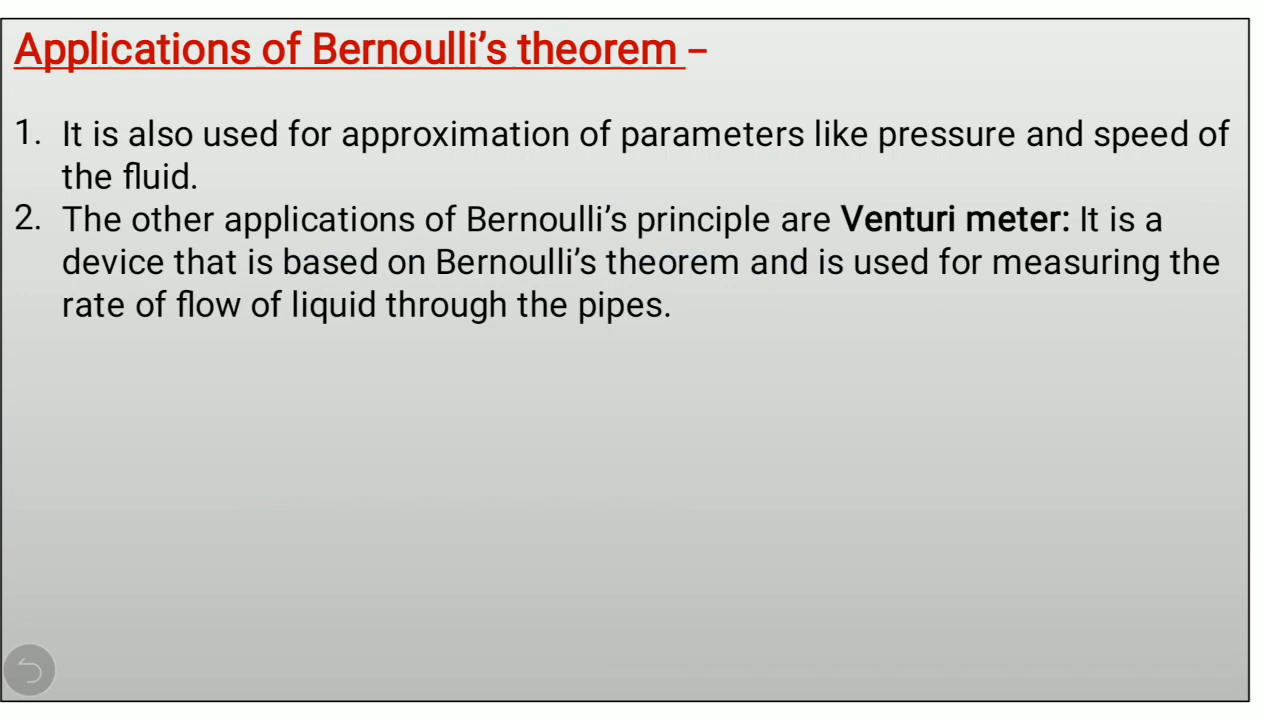 Applications of Bernoulli’s theorem –
1. It is also used for approximation of parameters like pressure and speed of
the fluid.
2. The other applications of Bernoulli’s principle are Venturi meter: It is a
device that is based on Bernoulli’s theorem and is used for measuring the
rate of flow of liquid through the pipes.